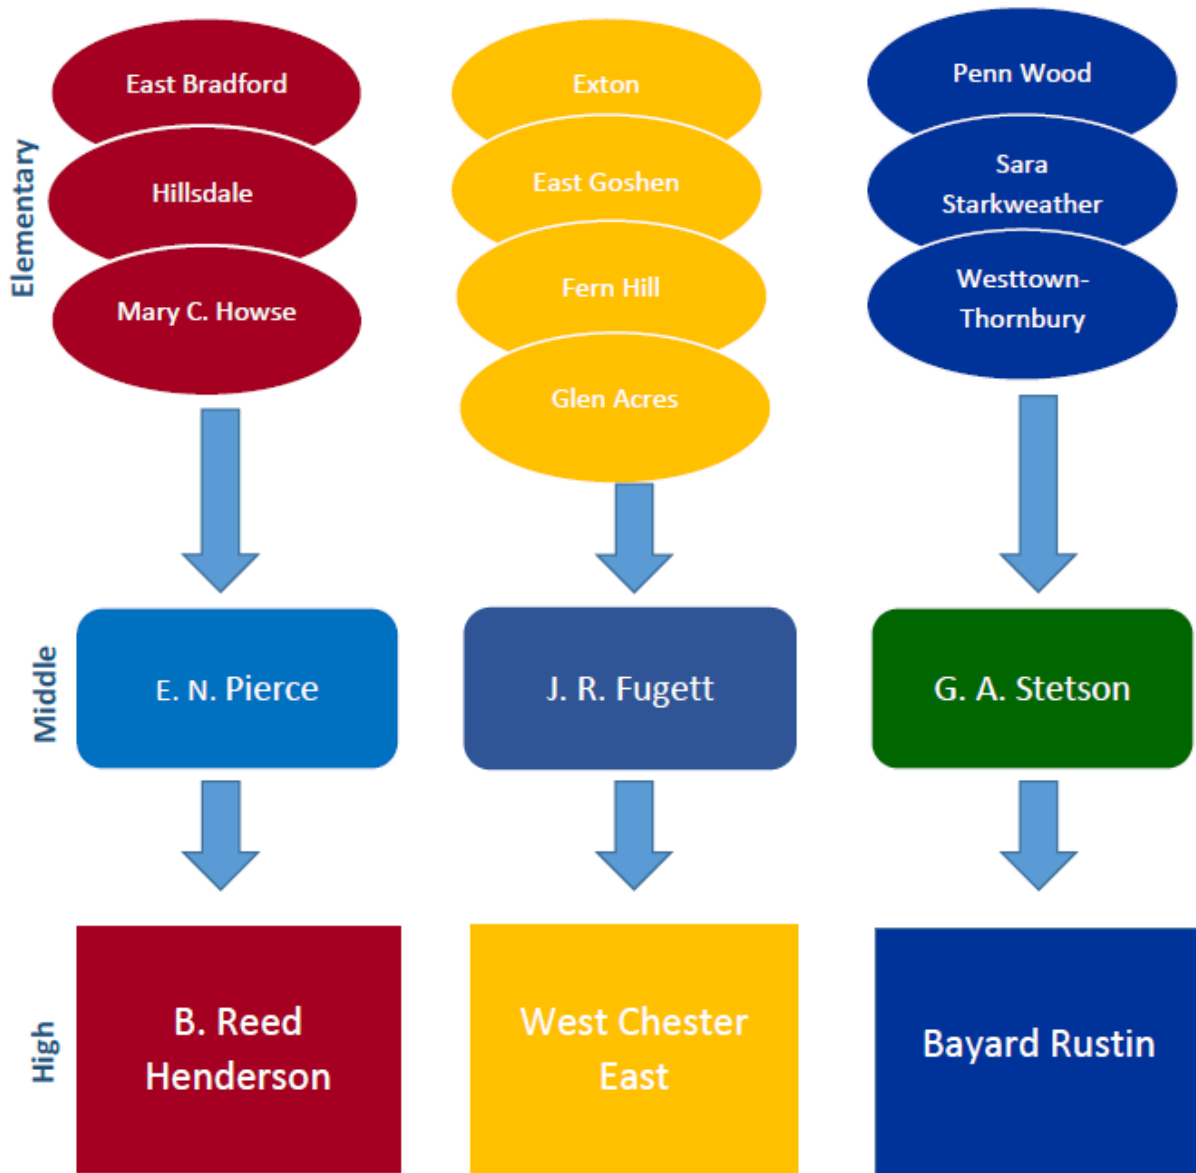 Elementary
East Bradford
Hillsdale
Mary C. Howse
Exton
East Goshen
Fern Hill
Glen Acres
Penn Wood
Sara
Starkweather
Westtown-
Thornbury
Middle
E. N. Pierce
J. R. Fugett
G. A. Stetson
High
B. Reed
Henderson
West Chester
East
Bayard Rustin